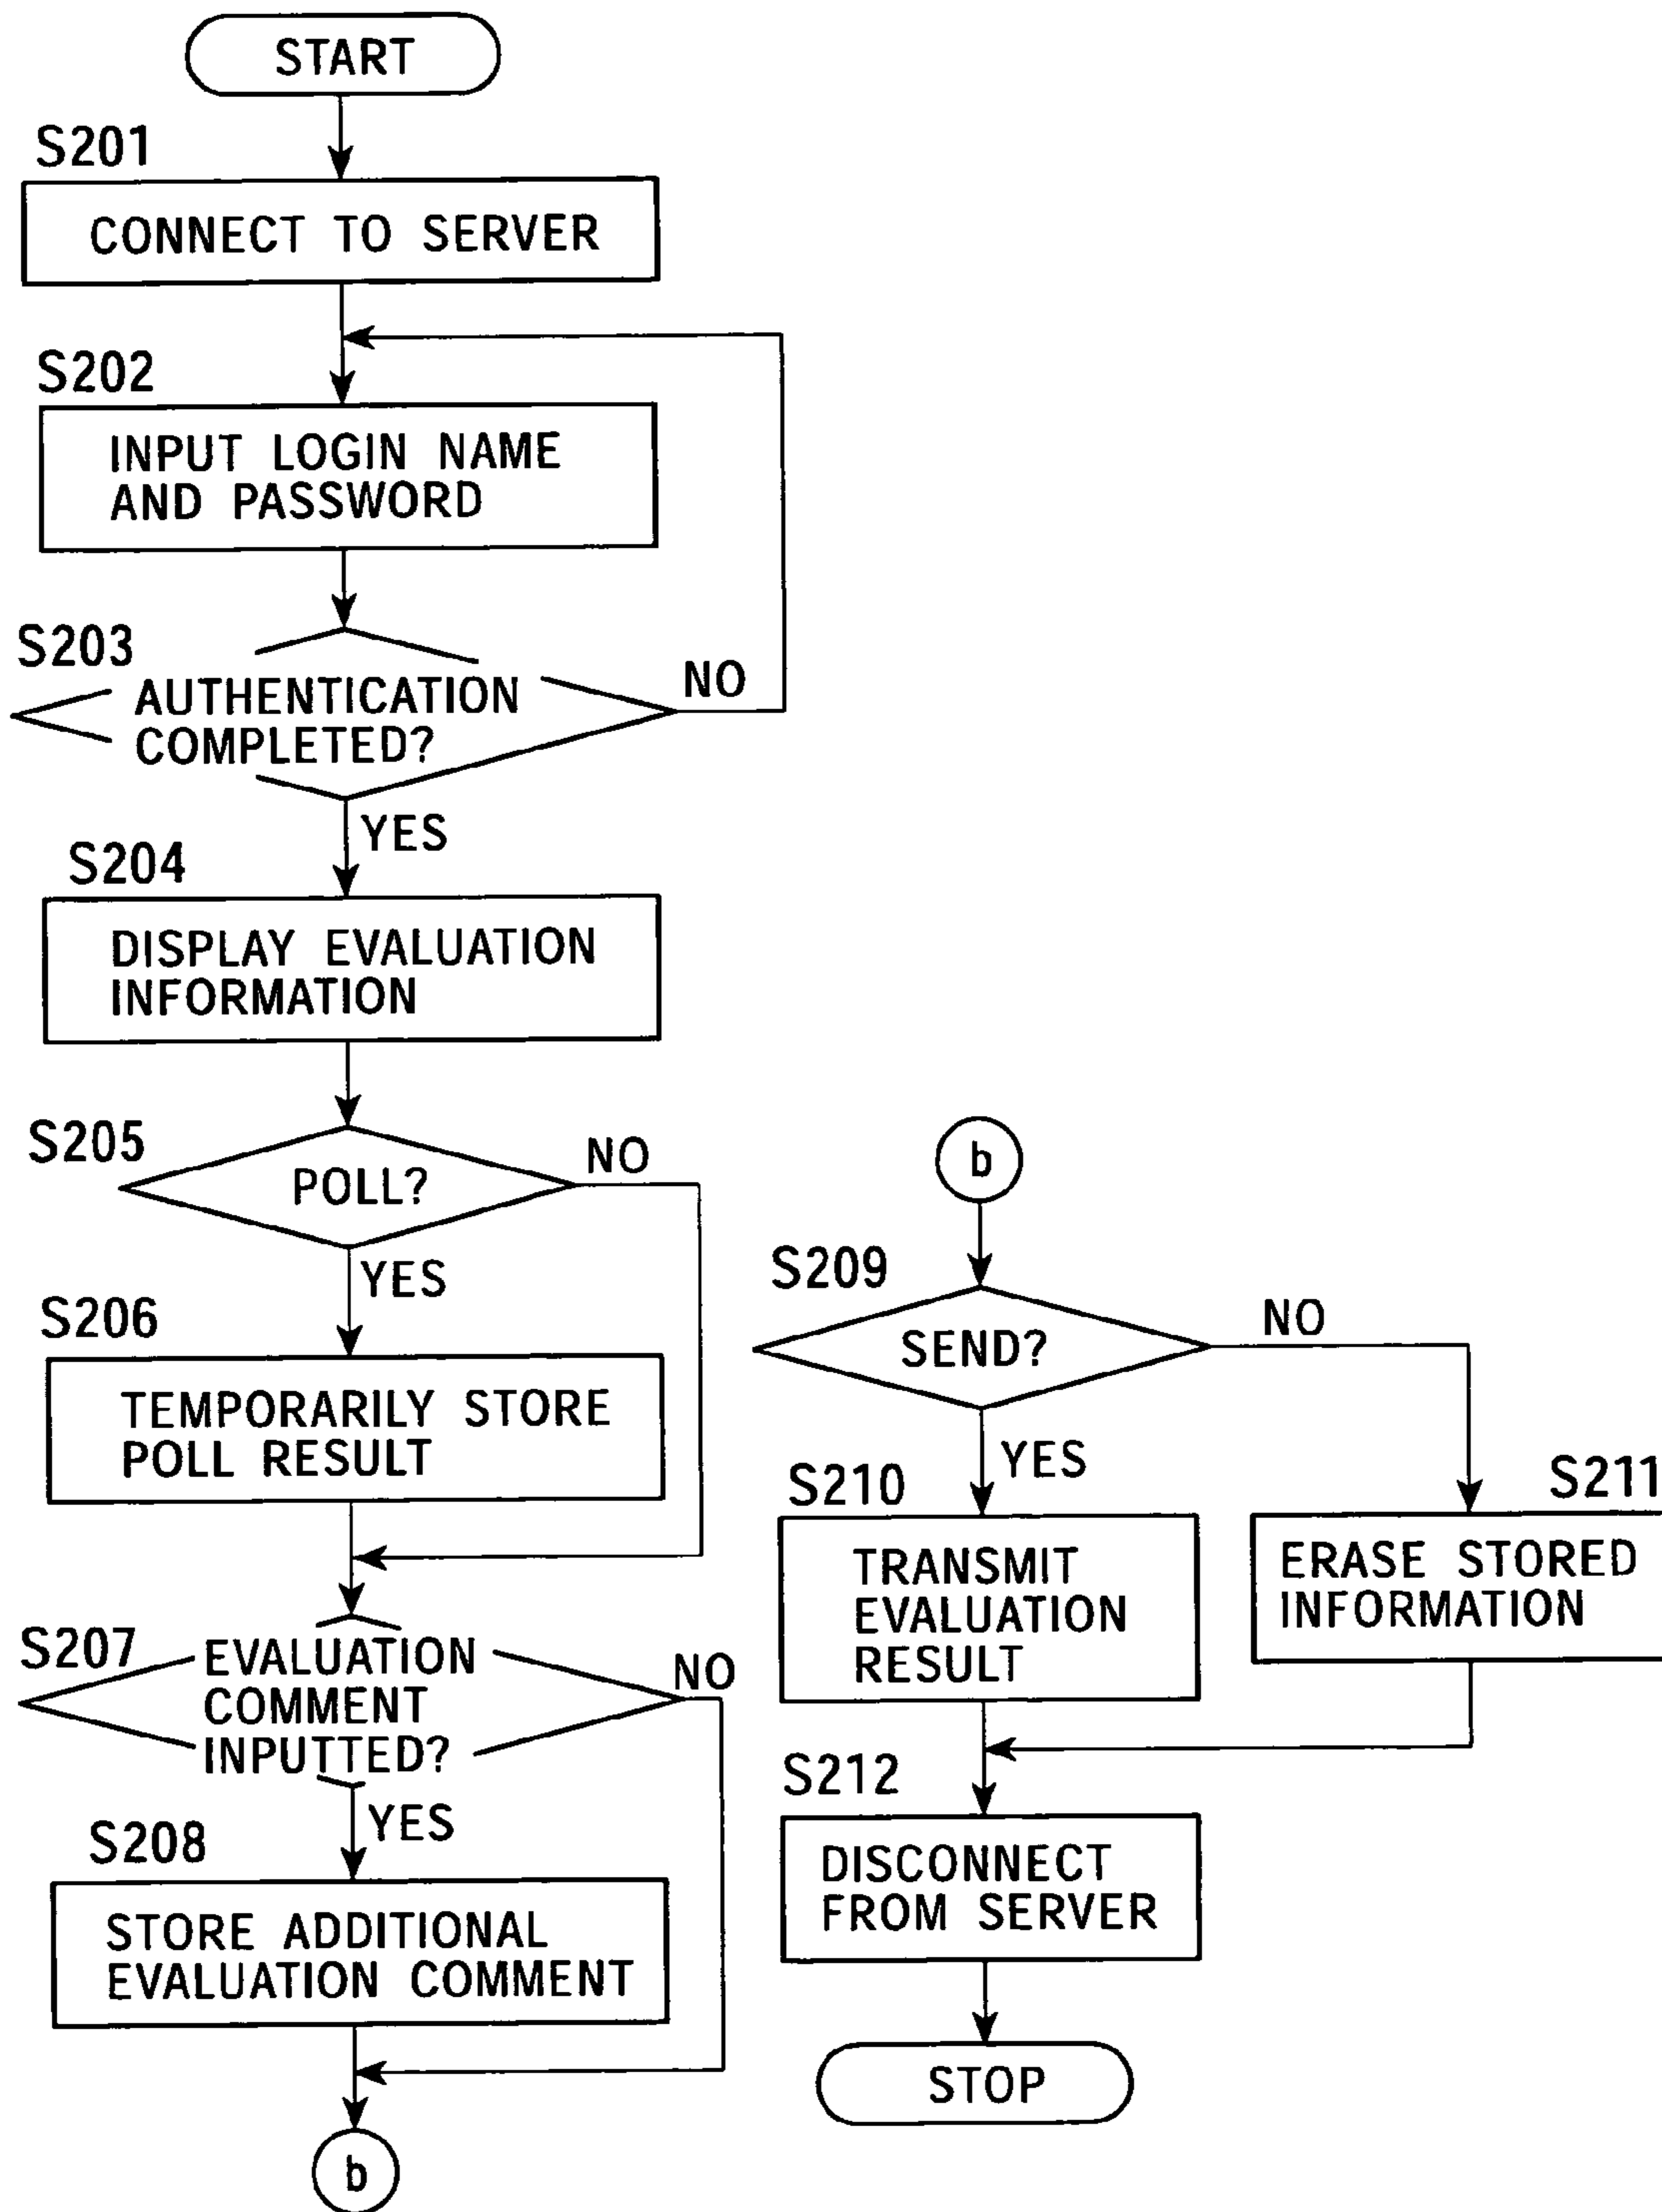 START
S201
CONNECT TO SERVER
S202
INPUT LOGIN NAME
AND PASSWORD
S203
AUTHENTICATION
COMPLETED?
NO
YES
S204
DISPLAY EVALUATION
INFORMATION
S205
POLL?
NO
YES
S206
TEMPORARILY STORE
POLL RESULT
S207
EVALUATION
COMMENT
INPUTTED?
NO
YES
S208
STORE ADDITIONAL
EVALUATION COMMENT
b
b
S209
SEND?
NO
YES
S210
TRANSMIT
EVALUATION
RESULT
S211
ERASE STORED
INFORMATION
S212
DISCONNECT
FROM SERVER
STOP